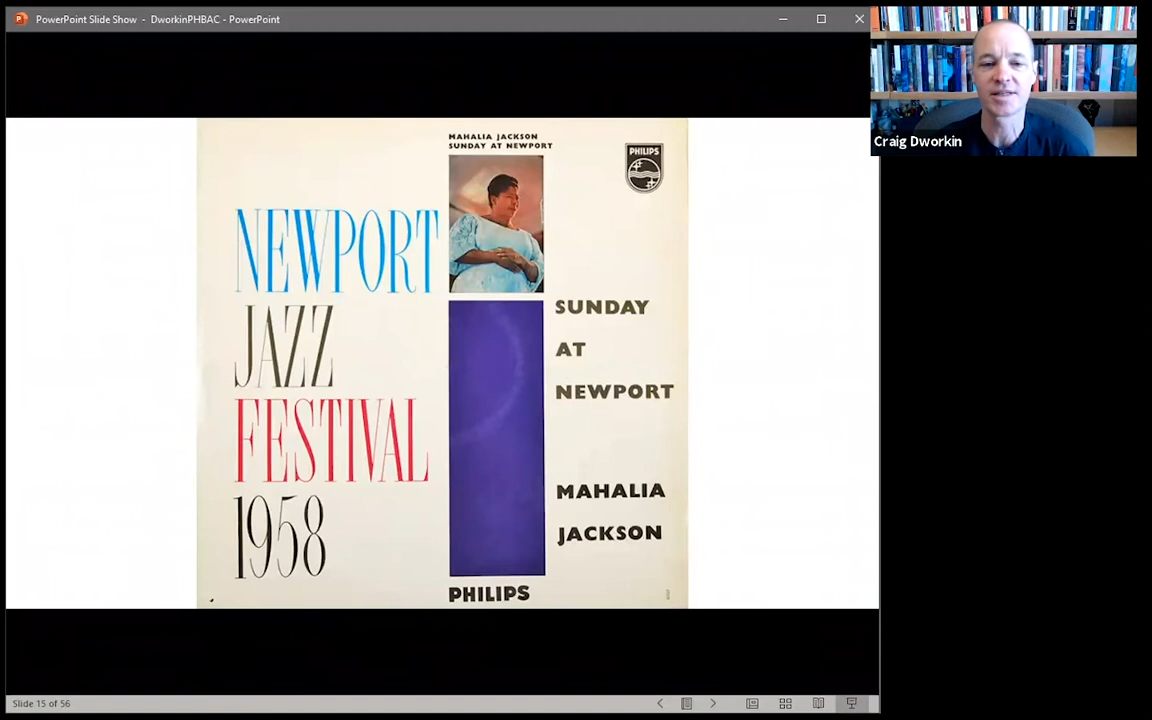 PowerPoint Slide Show - DworkinPHBAC - PowerPoint
Craig Dworkin
MAHALIA JACKSON
SUNDAY AT NEWPORT
PHILIPS
NEWPORT
JAZZ
FESTIVAL
1958
SUNDAY
AT
NEWPORT
MAHALIA
JACKSON
PHILIPS
Slide 15 of 56